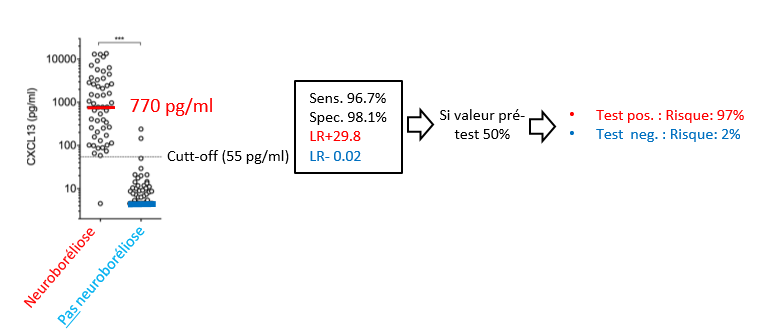 ***
10000
1000
100
10
CXCL13 (pg/ml)
770 pg/ml
Cutt-off (55 pg/ml)
Neuroboréliose
Pas neuroboréliose
Sens. 96.7%
Spec. 98.1%
LR+29.8
LR- 0.02
Si valeur pré-
test 50%
• Test pos. : Risque: 97%
• Test neg. : Risque: 2%